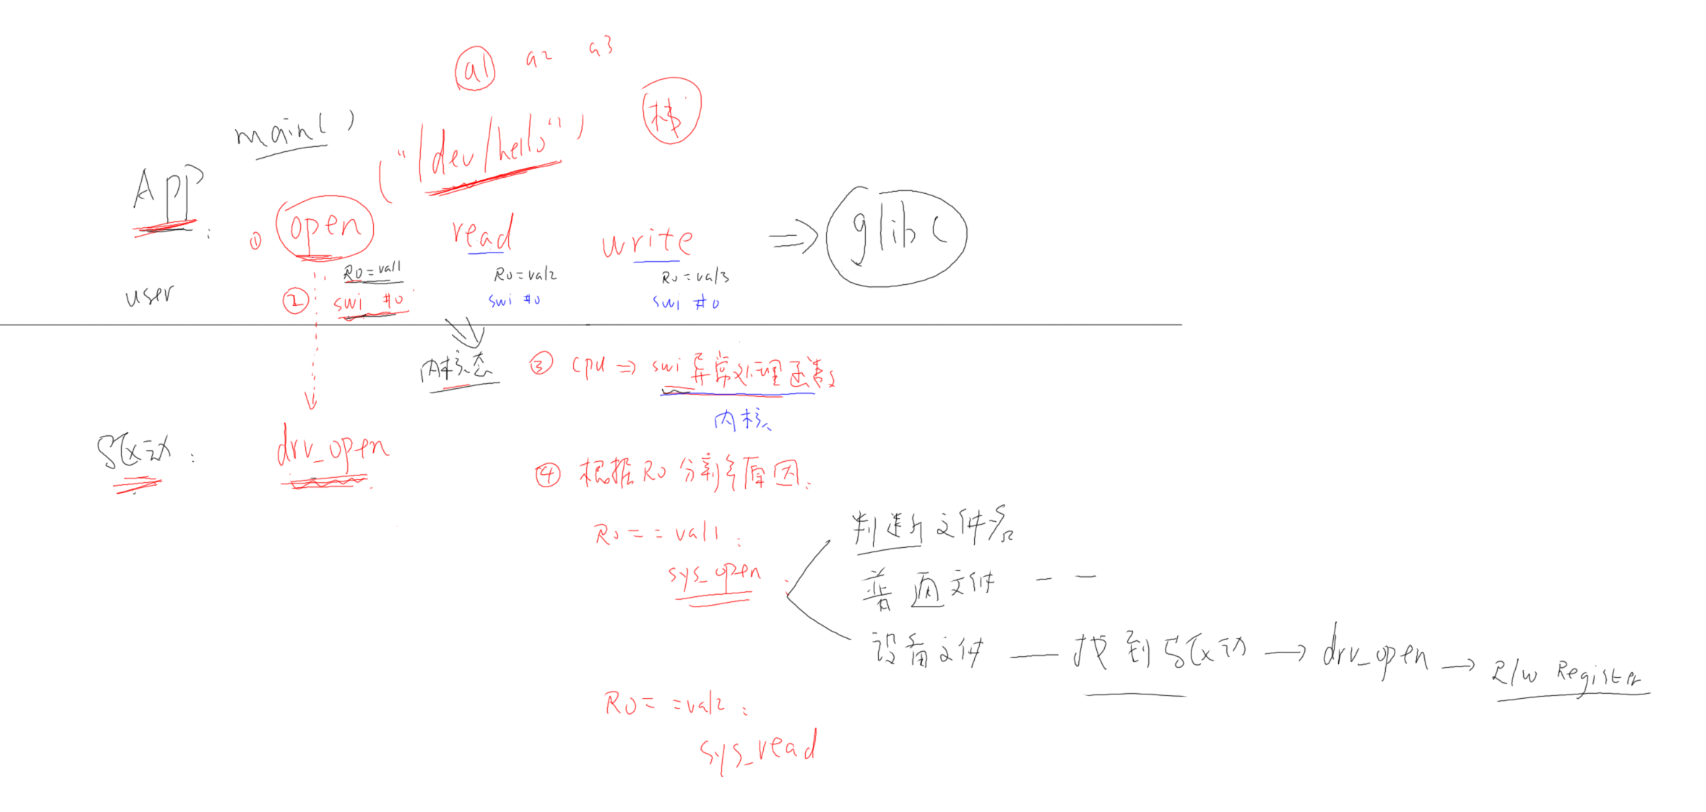 a1 a2 a3
main()
栈
("/dev/hello")
App:
① open read write => glibc
R0=val1 R0=val2 R0=val3
user
② swi #0 swi #0 swi #0
内核态 ③ cpu => swi 异常处理函数
内核
驱动: drv_open
④ 根据R0分辨原因:
R0==val1:
判断文件名
sys_open:
普通文件 — —
设备文件 — 找到驱动 → drv_open → R/W Register
R0==val2:
sys_read